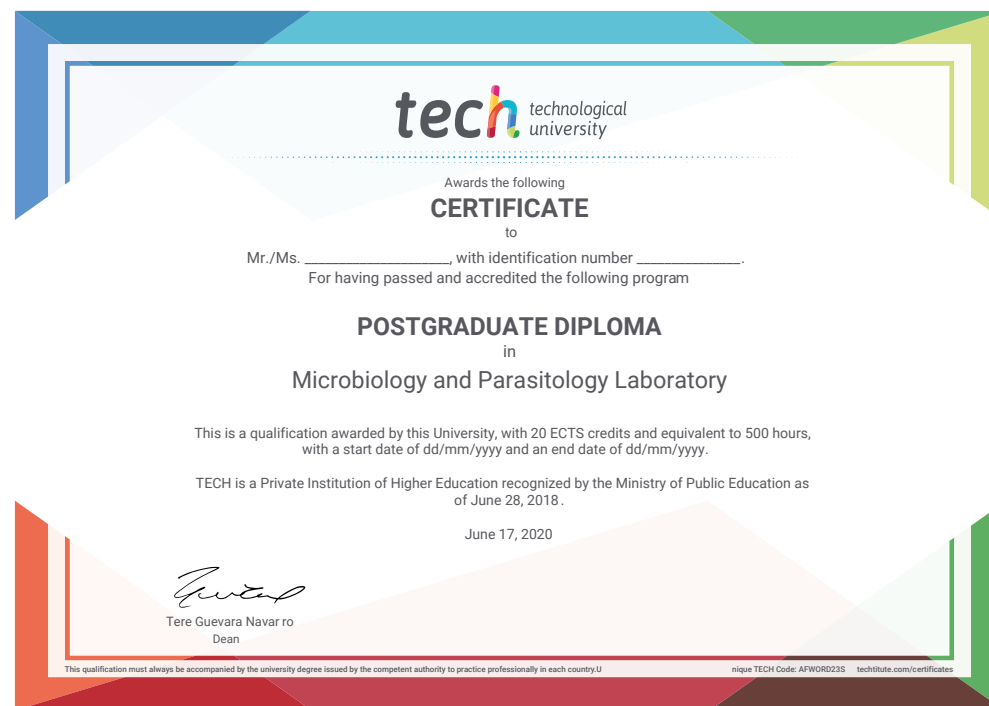 tech technological
university
Awards the following
CERTIFICATE
to
Mr./Ms. _____________________, with identification number _______________.
For having passed and accredited the following program
POSTGRADUATE DIPLOMA
in
Microbiology and Parasitology Laboratory
This is a qualification awarded by this University, with 20 ECTS credits and equivalent to 500 hours,
with a start date of dd/mm/yyyy and an end date of dd/mm/yyyy.
TECH is a Private Institution of Higher Education recognized by the Ministry of Public Education as
of June 28, 2018 .
June 17, 2020
Tere Guevara Navar ro
Dean
This qualification must always be accompanied by the university degree issued by the competent authority to practice professionally in each country.U nique TECH Code: AFWORD23S techtitute.com/certificates